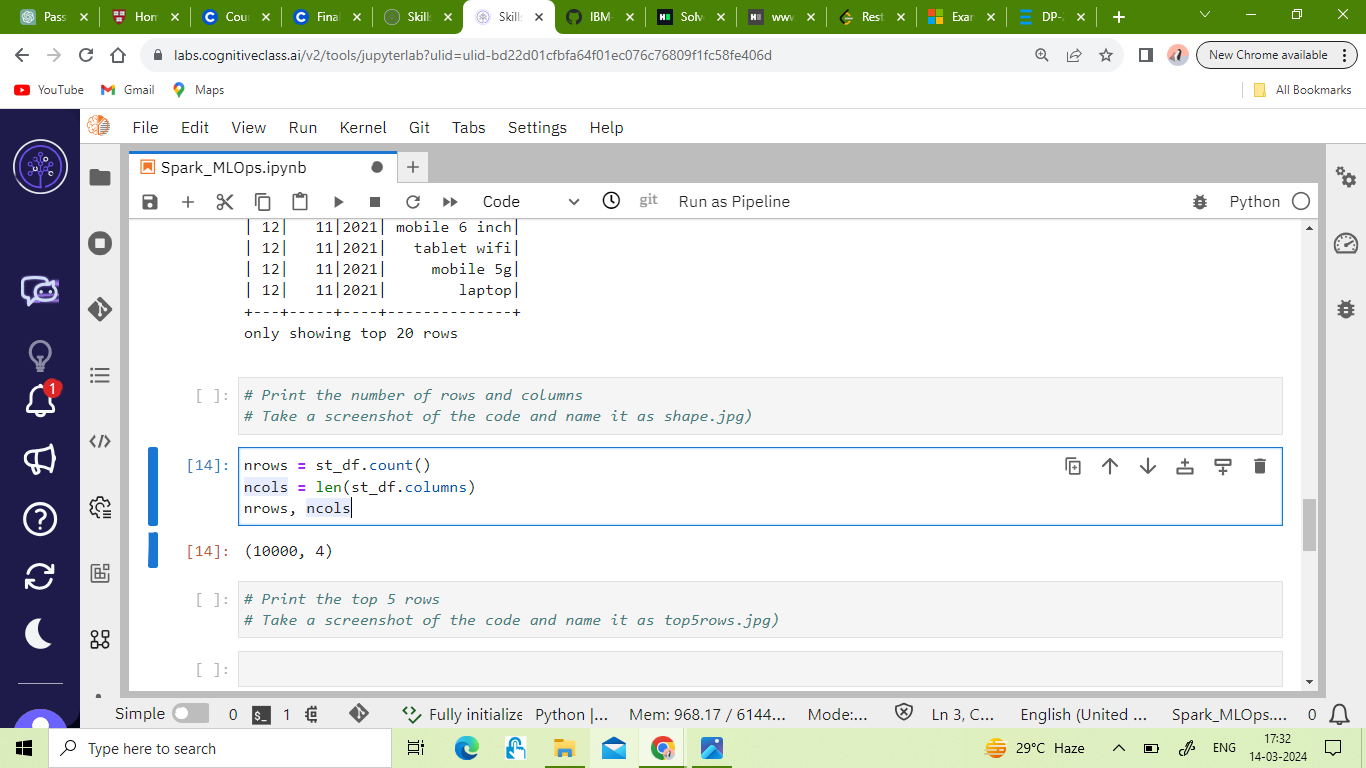 Pass
Hom
Cou
Final
Skills
Skills
IBM-
Solve
www
Rest
Exar
DP-
labs.cognitiveclass.ai/v2/tools/jupyterlab?ulid=ulid-bd22d01cfbfa64f01ec076c76809f1fc58fe406d
New Chrome available
YouTube
Gmail
Maps
All Bookmarks
File Edit View Run Kernel Git Tabs Settings Help
Spark_MLOps.ipynb
Code
git
Run as Pipeline
Python
| 12| 11|2021| mobile 6 inch|
| 12| 11|2021| tablet wifi|
| 12| 11|2021| mobile 5g|
| 12| 11|2021| laptop|
+---+-----+----+--------------+
only showing top 20 rows
[ ]: # Print the number of rows and columns
# Take a screenshot of the code and name it as shape.jpg)
[14]: nrows = st_df.count()
ncols = len(st_df.columns)
nrows, ncols
[14]: (10000, 4)
[ ]: # Print the top 5 rows
# Take a screenshot of the code and name it as top5rows.jpg)
[ ]:
1
Simple 0 1 Fully initialize Python |... Mem: 968.17 / 6144... Mode:... Ln 3, C... English (United ... Spark_MLOps.... 0
Type here to search
29°C Haze
ENG
17:32
14-03-2024